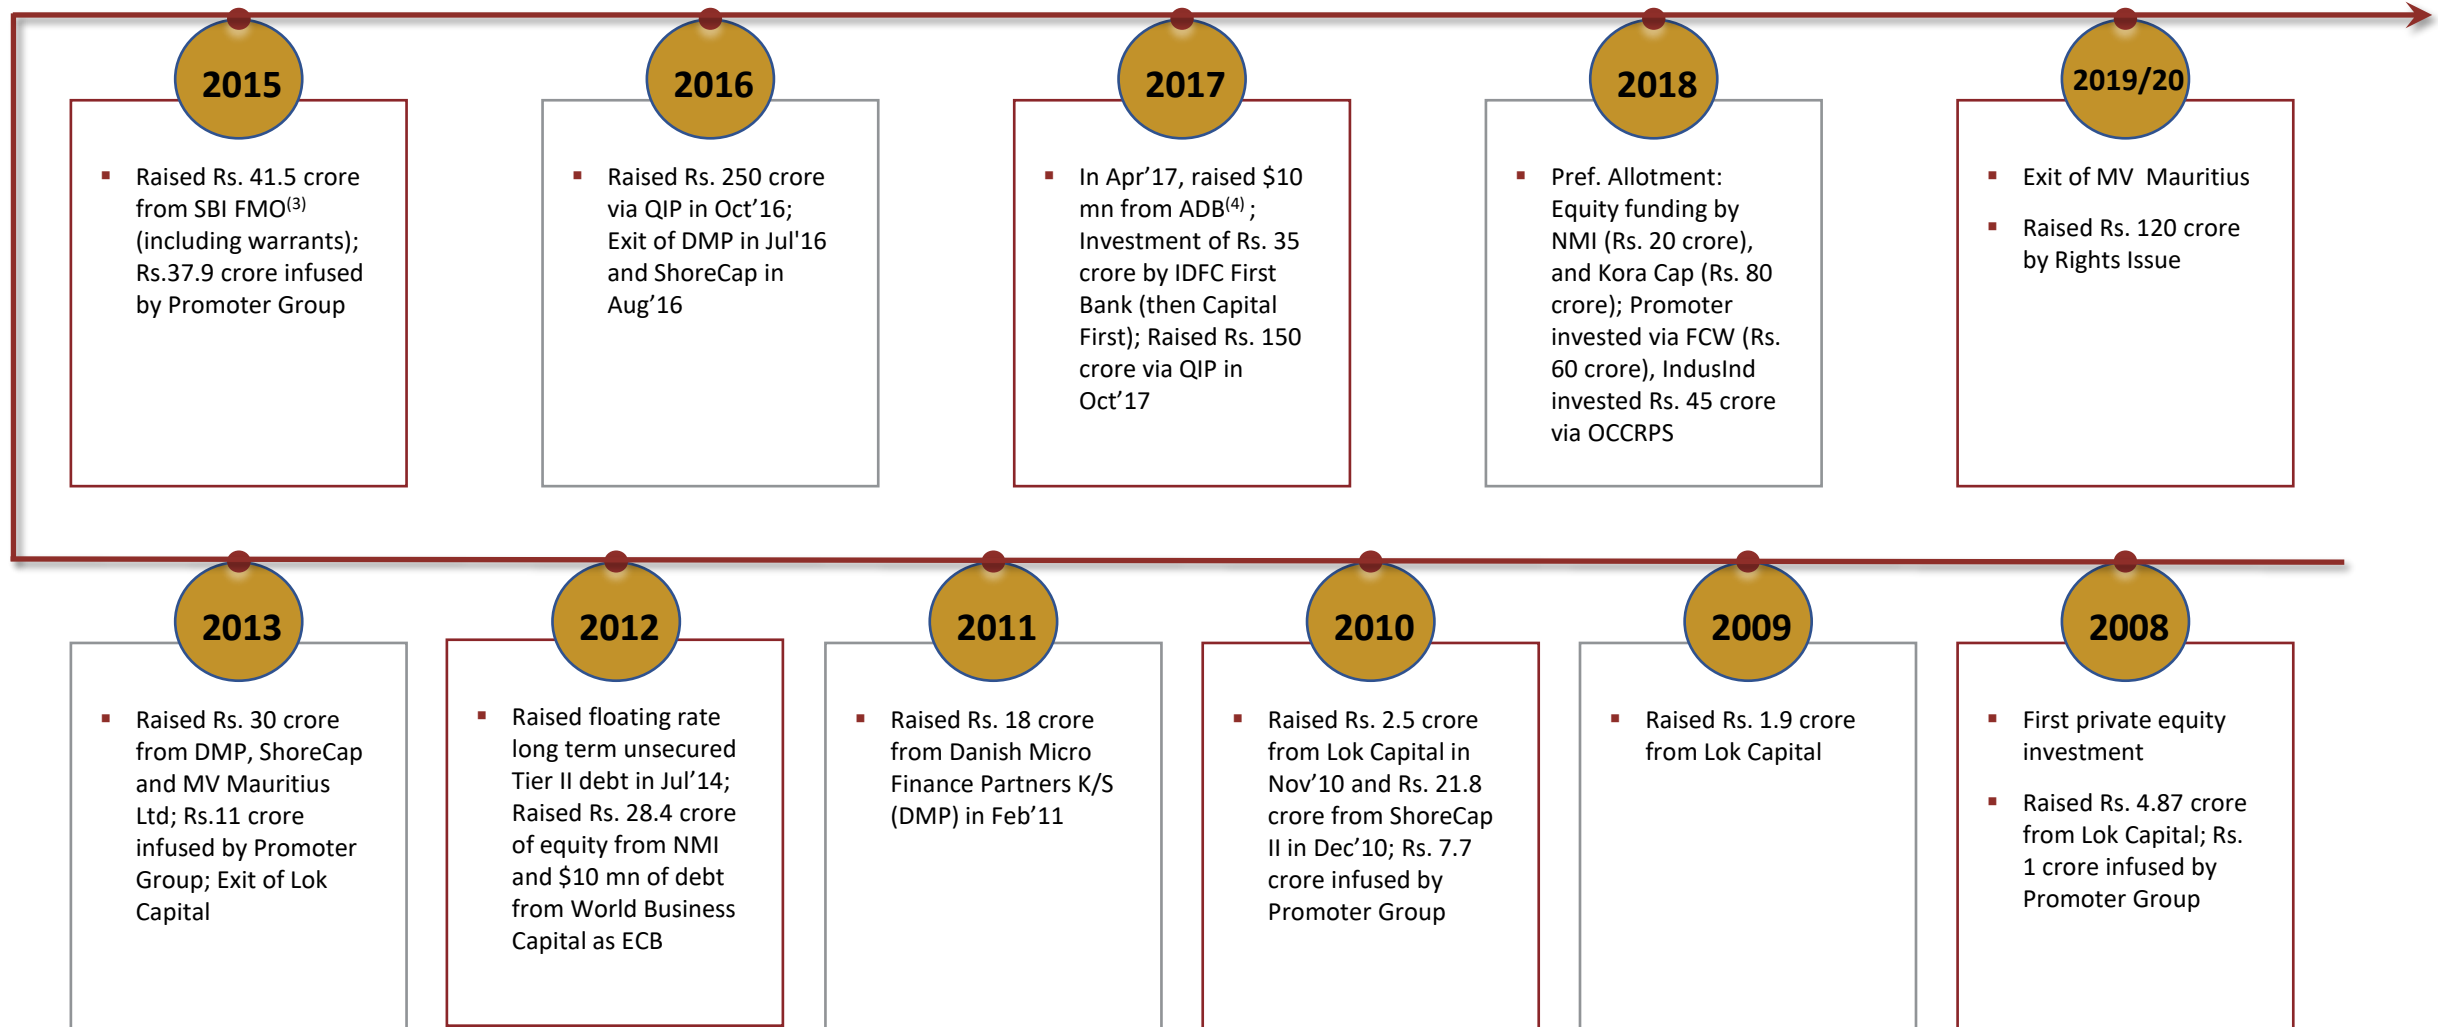 2015
Raised Rs. 41.5 crore
from SBI FMO(3)
(including warrants);
Rs.37.9 crore infused
by Promoter Group
2016
Raised Rs. 250 crore
via QIP in Oct’16;
Exit of DMP in Jul'16
and ShoreCap in
Aug’16
2017
In Apr’17, raised $10
mn from ADB(4) ;
Investment of Rs. 35
crore by IDFC First
Bank (then Capital
First); Raised Rs. 150
crore via QIP in
Oct’17
2018
Pref. Allotment:
Equity funding by
NMI (Rs. 20 crore),
and Kora Cap (Rs. 80
crore); Promoter
invested via FCW (Rs.
60 crore), IndusInd
invested Rs. 45 crore
via OCCRPS
2019/20
Exit of MV Mauritius
Raised Rs. 120 crore
by Rights Issue
2013
Raised Rs. 30 crore
from DMP, ShoreCap
and MV Mauritius
Ltd; Rs.11 crore
infused by Promoter
Group; Exit of Lok
Capital
2012
Raised floating rate
long term unsecured
Tier II debt in Jul’14;
Raised Rs. 28.4 crore
of equity from NMI
and $10 mn of debt
from World Business
Capital as ECB
2011
Raised Rs. 18 crore
from Danish Micro
Finance Partners K/S
(DMP) in Feb’11
2010
Raised Rs. 2.5 crore
from Lok Capital in
Nov’10 and Rs. 21.8
crore from ShoreCap
II in Dec’10; Rs. 7.7
crore infused by
Promoter Group
2009
Raised Rs. 1.9 crore
from Lok Capital
2008
First private equity
investment
Raised Rs. 4.87 crore
from Lok Capital; Rs.
1 crore infused by
Promoter Group